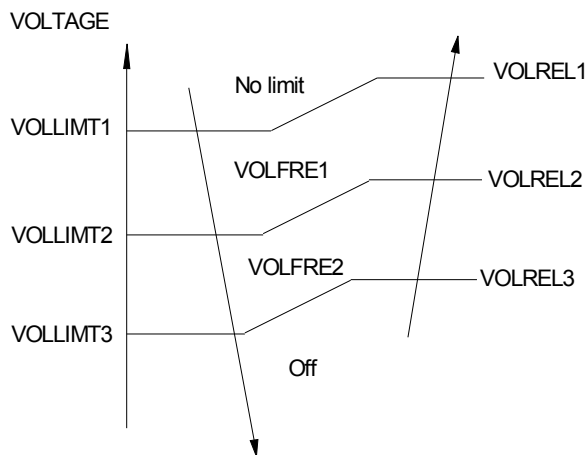 VOLTAGE
No limit
VOLREL1
VOLLIMT1
VOLFRE1
VOLREL2
VOLLIMT2
VOLFRE2
VOLREL3
VOLLIMT3
Off